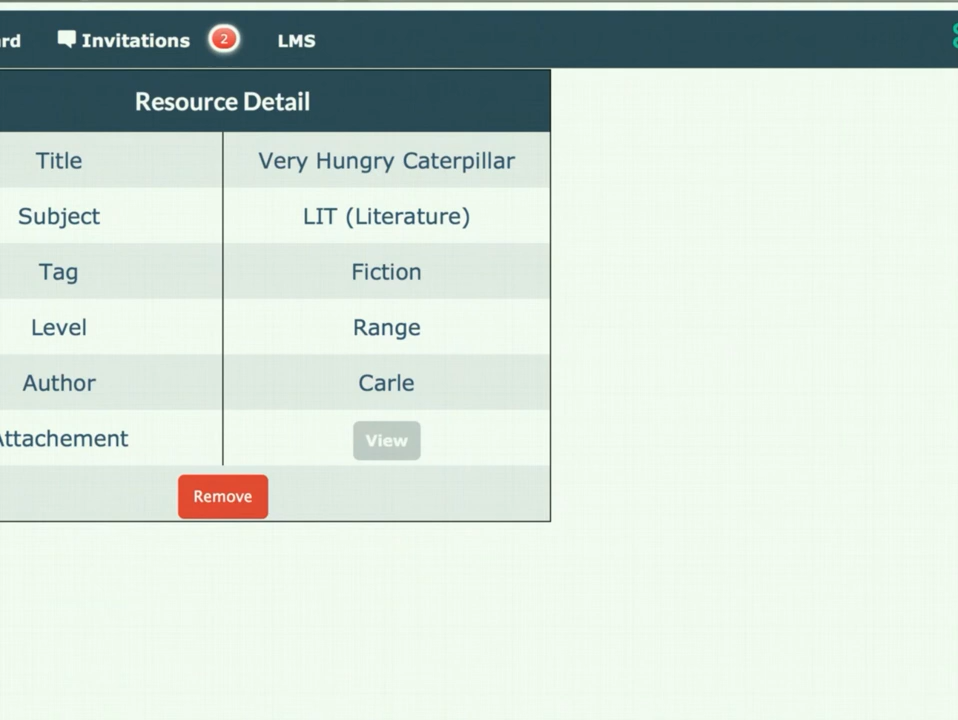 rd Invitations 2 LMS
Resource Detail
Title Very Hungry Caterpillar
Subject LIT (Literature)
Tag Fiction
Level Range
Author Carle
Attachement View
Remove